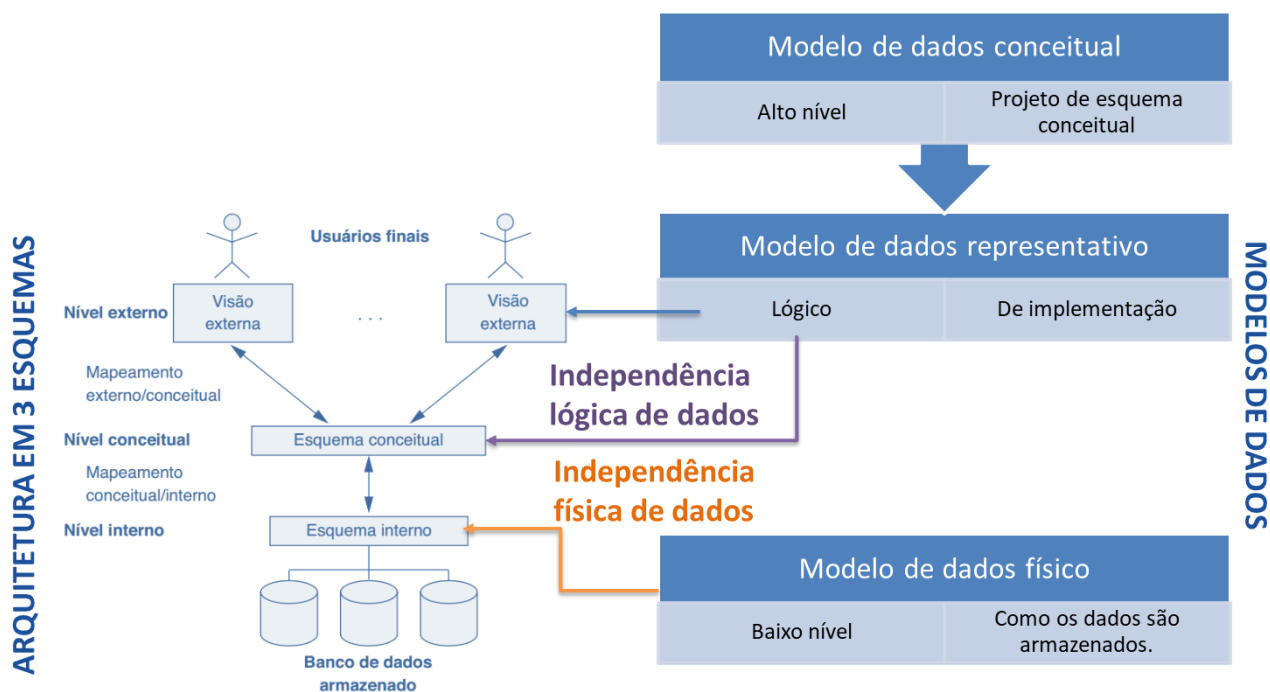 ARQUITETURA EM 3 ESQUEMAS
Usuários finais
Nível externo
Visão
externa
. . .
Visão
externa
Mapeamento
externo/conceitual
Nível conceitual
Esquema conceitual
Mapeamento
conceitual/interno
Nível interno
Esquema interno
Banco de dados
armazenado
Independência
lógica de dados
Independência
física de dados
Modelo de dados conceitual
Alto nível
Projeto de esquema
conceitual
Modelo de dados representativo
Lógico
De implementação
Modelo de dados físico
Baixo nível
Como os dados são
armazenados.
MODELOS DE DADOS